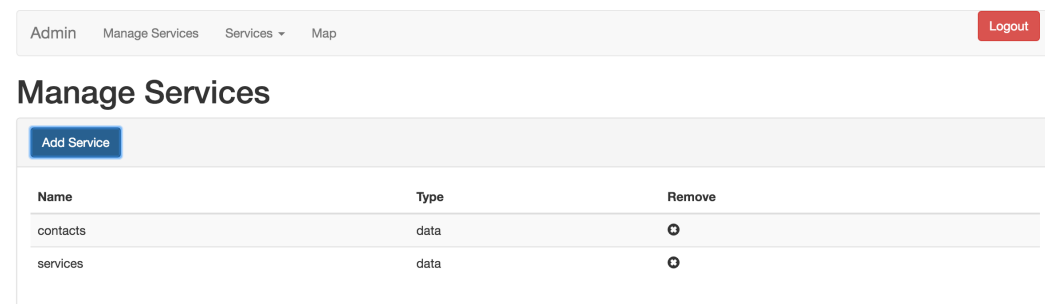 Admin Manage Services Services Map Logout
Manage Services
Add Service
Name Type Remove
contacts data
services data